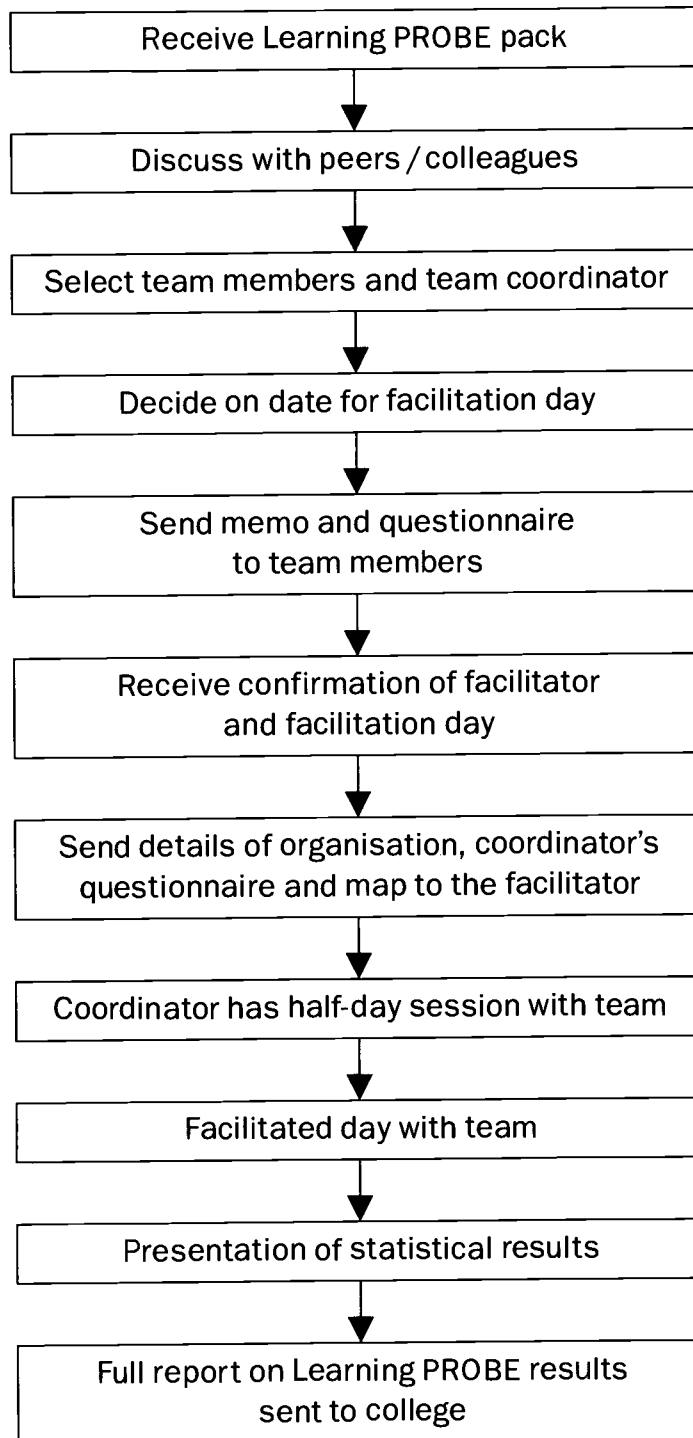 Receive Learning PROBE pack
Discuss with peers / colleagues
Select team members and team coordinator
Decide on date for facilitation day
Send memo and questionnaire
to team members
Receive confirmation of facilitator
and facilitation day
Send details of organisation, coordinator's
questionnaire and map to the facilitator
Coordinator has half-day session with team
Facilitated day with team
Presentation of statistical results
Full report on Learning PROBE results
sent to college